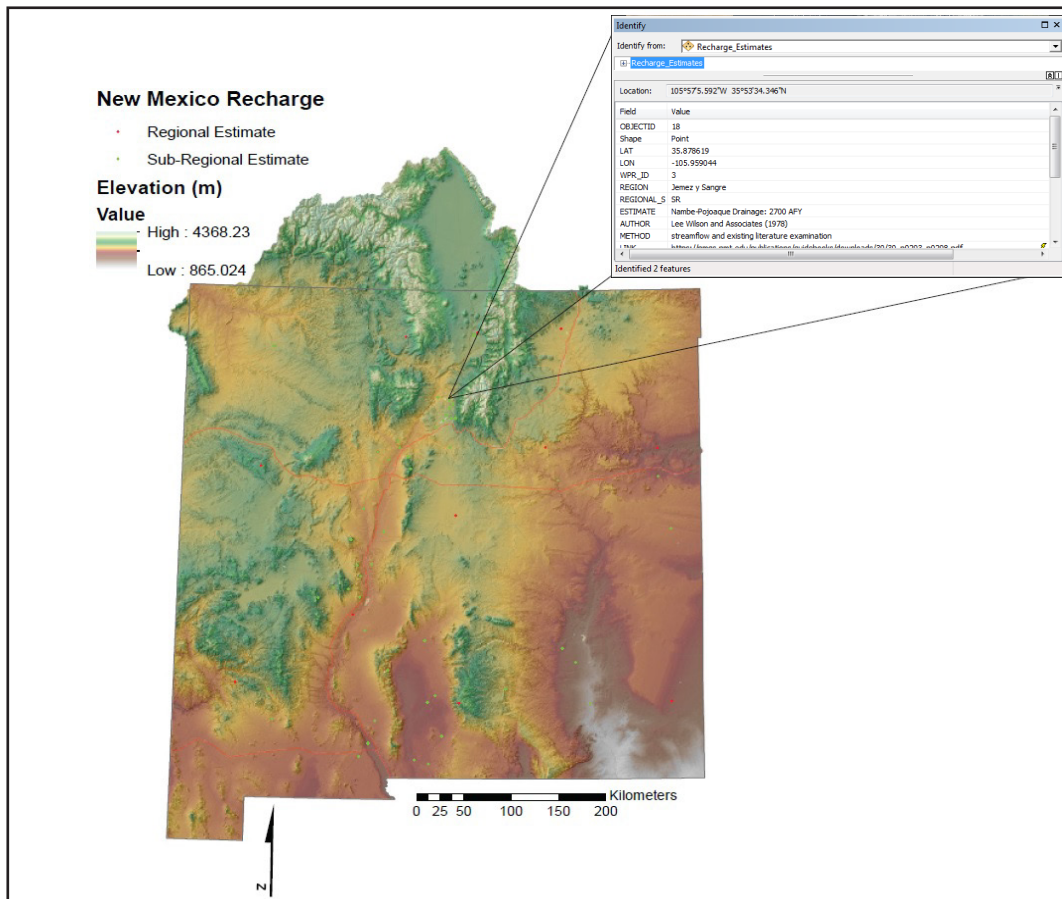 New Mexico Recharge
Regional Estimate
Sub-Regional Estimate
Elevation (m)
Value
High : 4368.23
Low : 865.024
Identify
Identify from: Recharge_Estimates
Recharge_Estimates
Location: 105°57'5.592"W 35°53'34.346"N
Field Value
OBJECTID 18
Shape Point
LAT 35.878619
LON -105.959044
WPR_ID 3
REGION Jemez y Sangre
REGIONAL_S SR
ESTIMATE Nambe-Pojoaque Drainage: 2700 AFY
AUTHOR Lee Wilson and Associates (1978)
METHOD streamflow and existing literature examination
Identified 2 features
Kilometers
0 25 50 100 150 200
N